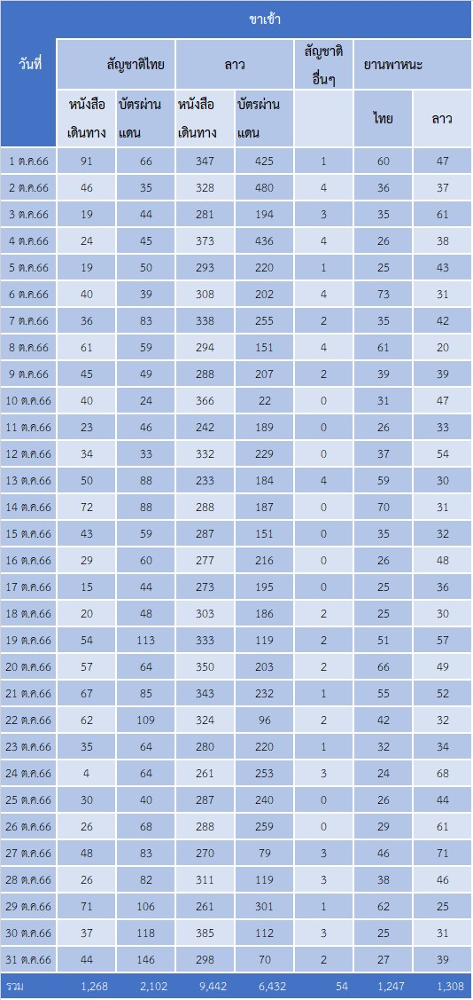 ขาเข้า
วันที่ สัญชาติไทย ลาว สัญชาติ ยานพาหนะ
อื่นๆ
หนังสือ บัตรผ่าน หนังสือ บัตรผ่าน
เดินทาง แดน เดินทาง แดน ไทย ลาว
1 ต.ค.66 91 66 347 425 1 60 47
2 ต.ค.66 46 35 328 480 4 36 37
3 ต.ค.66 19 44 281 194 3 35 61
4 ต.ค.66 24 45 373 436 4 26 38
5 ต.ค.66 19 50 293 220 1 25 43
6 ต.ค.66 40 39 308 202 4 73 31
7 ต.ค.66 36 83 338 255 2 35 42
8 ต.ค.66 61 59 294 151 4 61 20
9 ต.ค.66 45 49 288 207 2 39 39
10 ต.ค.66 40 24 366 22 0 31 47
11 ต.ค.66 23 46 242 189 0 26 33
12 ต.ค.66 34 33 332 229 0 37 54
13 ต.ค.66 50 88 233 184 4 59 30
14 ต.ค.66 72 88 288 187 0 70 31
15 ต.ค.66 43 59 287 151 0 35 32
16 ต.ค.66 29 60 277 216 0 26 48
17 ต.ค.66 15 44 273 195 0 25 36
18 ต.ค.66 20 48 303 186 2 25 30
19 ต.ค.66 54 113 333 119 2 51 57
20 ต.ค.66 57 64 350 203 2 66 49
21 ต.ค.66 67 85 343 232 1 55 52
22 ต.ค.66 62 109 324 96 2 42 32
23 ต.ค.66 35 64 280 220 1 32 34
24 ต.ค.66 4 64 261 253 3 24 68
25 ต.ค.66 30 40 287 240 0 26 44
26 ต.ค.66 26 68 288 259 0 29 61
27 ต.ค.66 48 83 270 79 3 46 71
28 ต.ค.66 26 82 311 119 3 38 46
29 ต.ค.66 71 106 261 301 1 62 25
30 ต.ค.66 37 118 385 112 3 25 31
31 ต.ค.66 44 146 298 70 2 27 39
รวม 1,268 2,102 9,442 6,432 54 1,247 1,308